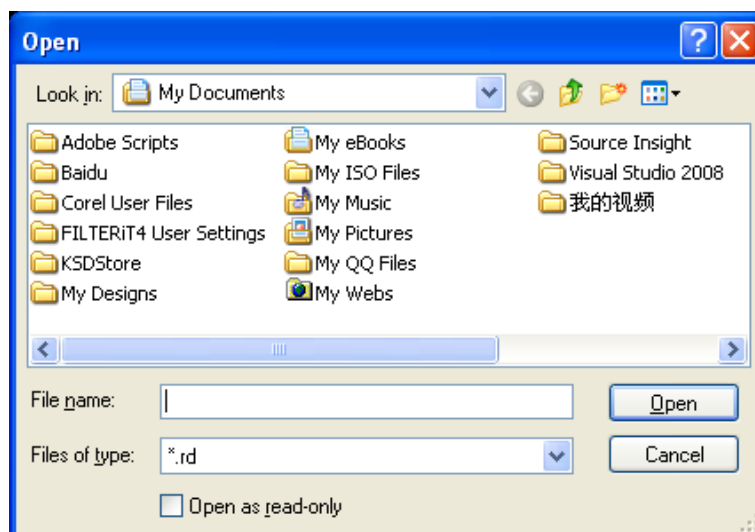 Open
Look in: My Documents
Adobe Scripts
Baidu
Corel User Files
FILTERiT4 User Settings
KSDStore
My Designs
My eBooks
My ISO Files
My Music
My Pictures
My QQ Files
My Webs
Source Insight
Visual Studio 2008
我的视频
File name:
Open
Files of type: *.rd
Cancel
Open as read-only